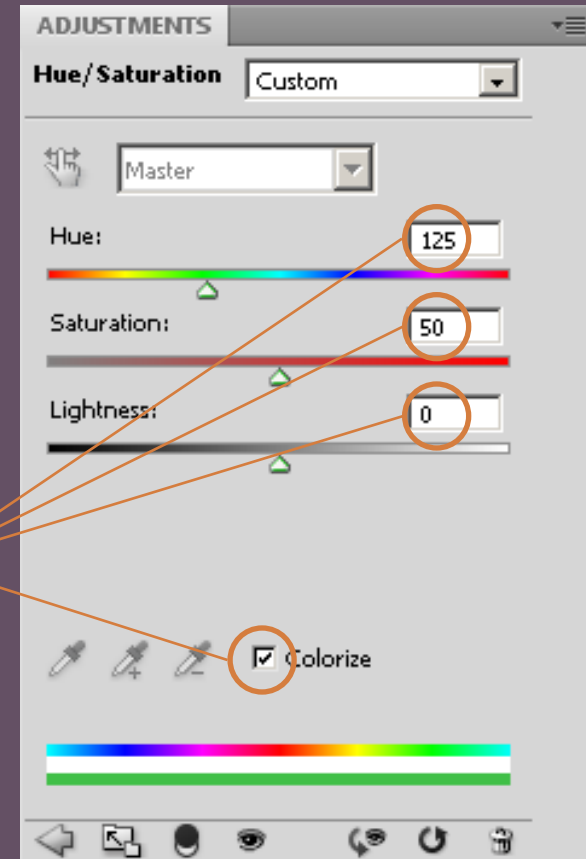 ADJUSTMENTS
Hue/Saturation Custom
Master
Hue: 125
Saturation: 50
Lightness: 0
Colorize